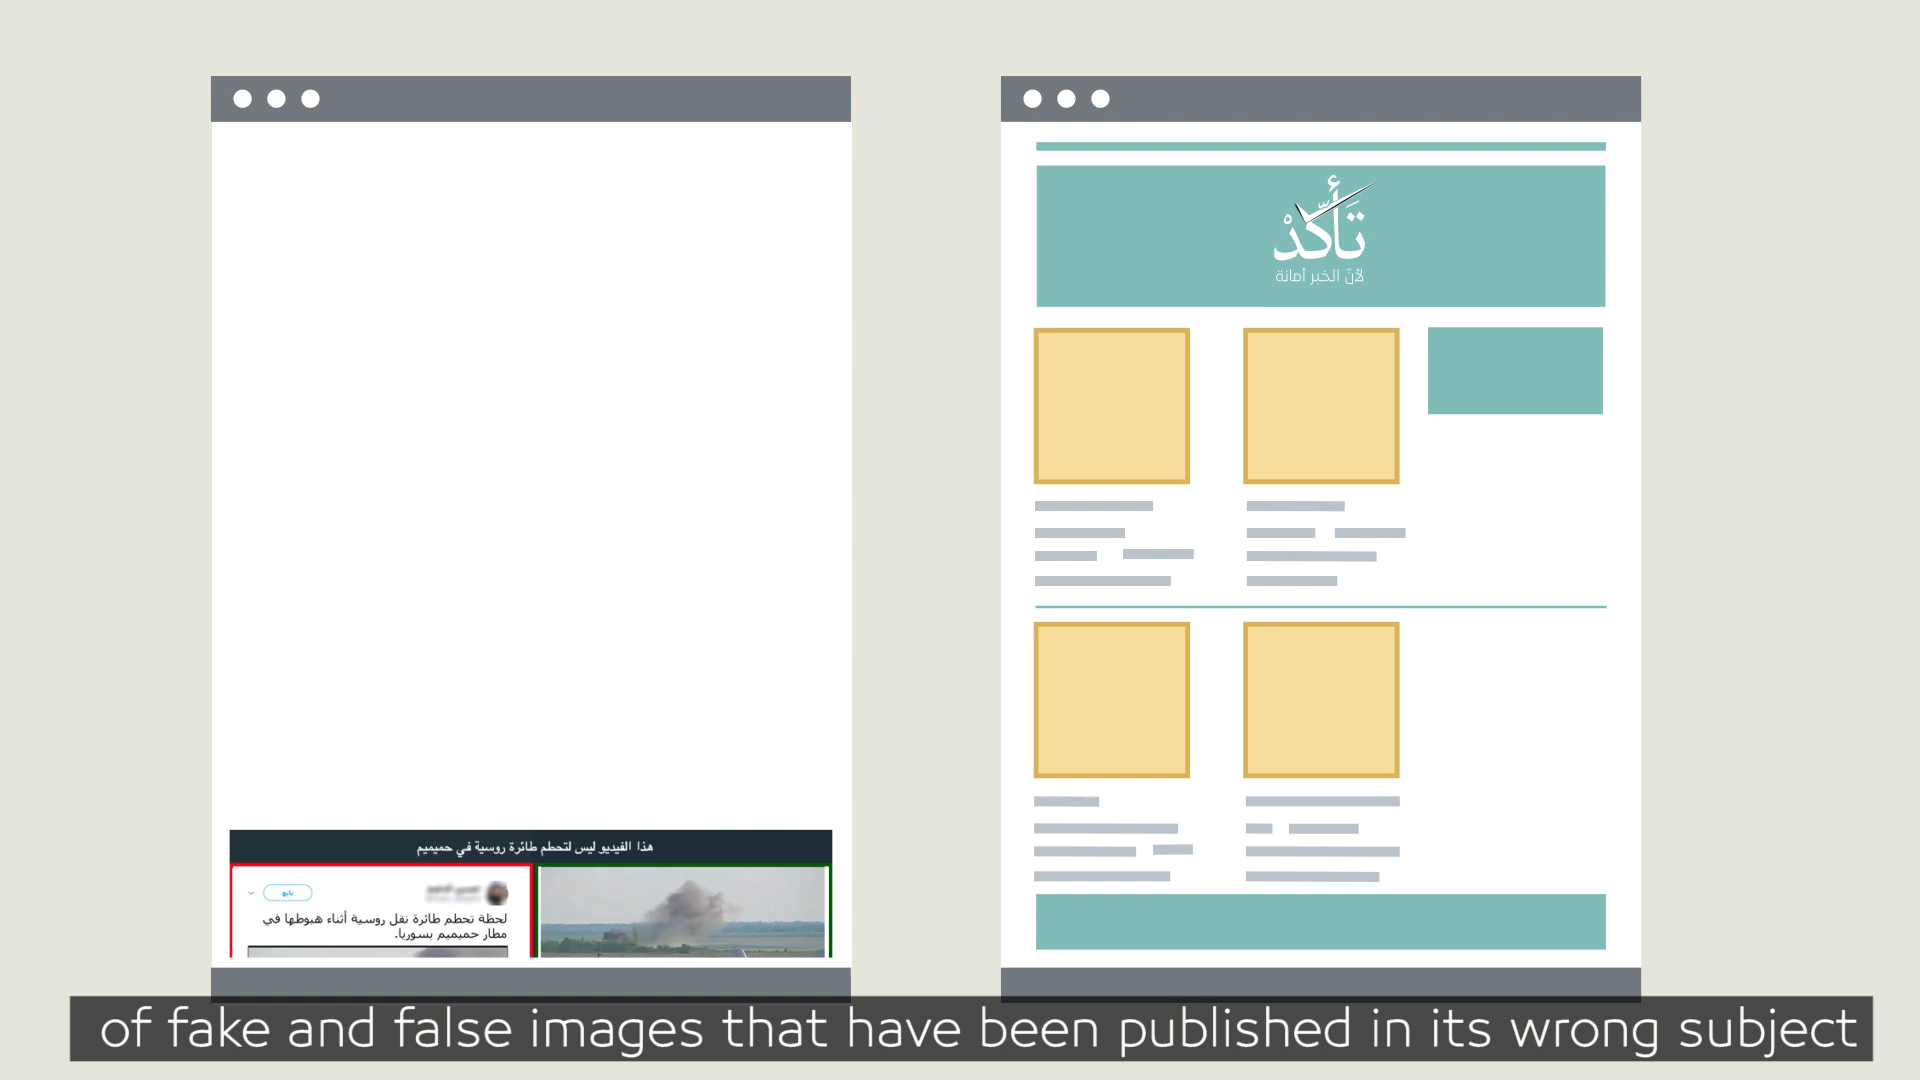 تَأَكَّدْ
لأنّ الخبر أمانة
هذا الفيديو ليس لتحطم طائرة روسية في حميميم
تابع
لحظة تحطم طائرة نقل روسية أثناء هبوطها في
مطار حميميم بسوريا.
of fake and false images that have been published in its wrong subject